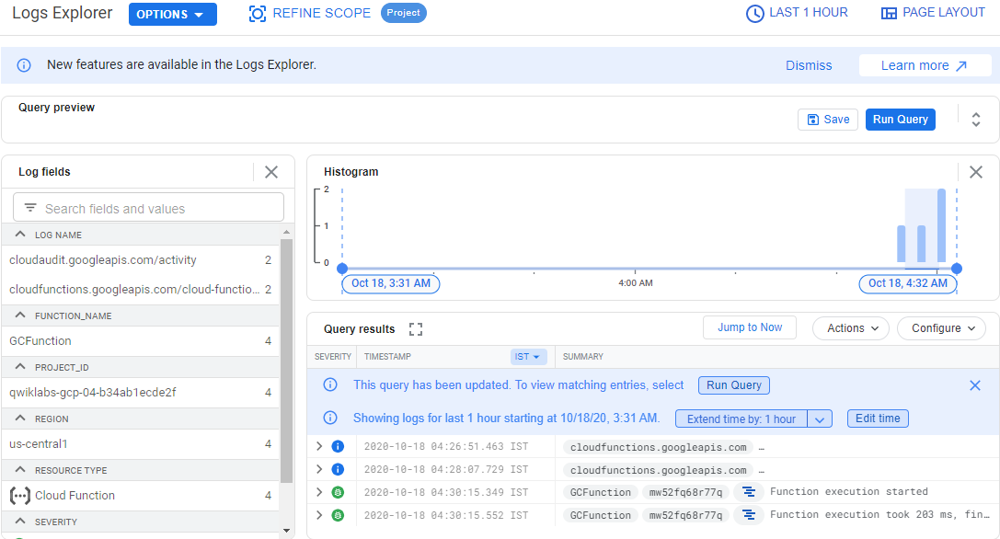 Logs Explorer OPTIONS REFINE SCOPE Project LAST 1 HOUR PAGE LAYOUT
New features are available in the Logs Explorer. Dismiss Learn more
Query preview
Save Run Query
Log fields
Search fields and values
LOG NAME
cloudaudit.googleapis.com/activity 2
cloudfunctions.googleapis.com/cloud-functio... 2
FUNCTION_NAME
GCFunction 4
PROJECT_ID
qwiklabs-gcp-04-b34ab1ecde2f 4
REGION
us-central1 4
RESOURCE TYPE
Cloud Function 4
SEVERITY
Histogram
2
1
0
Oct 18, 3:31 AM 4:00 AM Oct 18, 4:32 AM
Query results Jump to Now Actions Configure
SEVERITY TIMESTAMP IST SUMMARY
This query has been updated. To view matching entries, select Run Query
Showing logs for last 1 hour starting at 10/18/20, 3:31 AM. Extend time by: 1 hour Edit time
2020-10-18 04:26:51.463 IST cloudfunctions.googleapis.com …
2020-10-18 04:28:07.729 IST cloudfunctions.googleapis.com …
2020-10-18 04:30:15.349 IST GCFunction mw52fq68r77q Function execution started
2020-10-18 04:30:15.552 IST GCFunction mw52fq68r77q Function execution took 203 ms, fin...